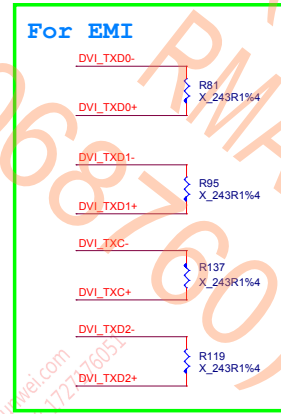 For EMI
DVI_TXD0-
R81
X_243R1%4
DVI_TXD0+
DVI_TXD1-
R95
X_243R1%4
DVI_TXD1+
DVI_TXC-
R137
X_243R1%4
DVI_TXC+
DVI_TXD2-
R119
X_243R1%4
DVI_TXD2+